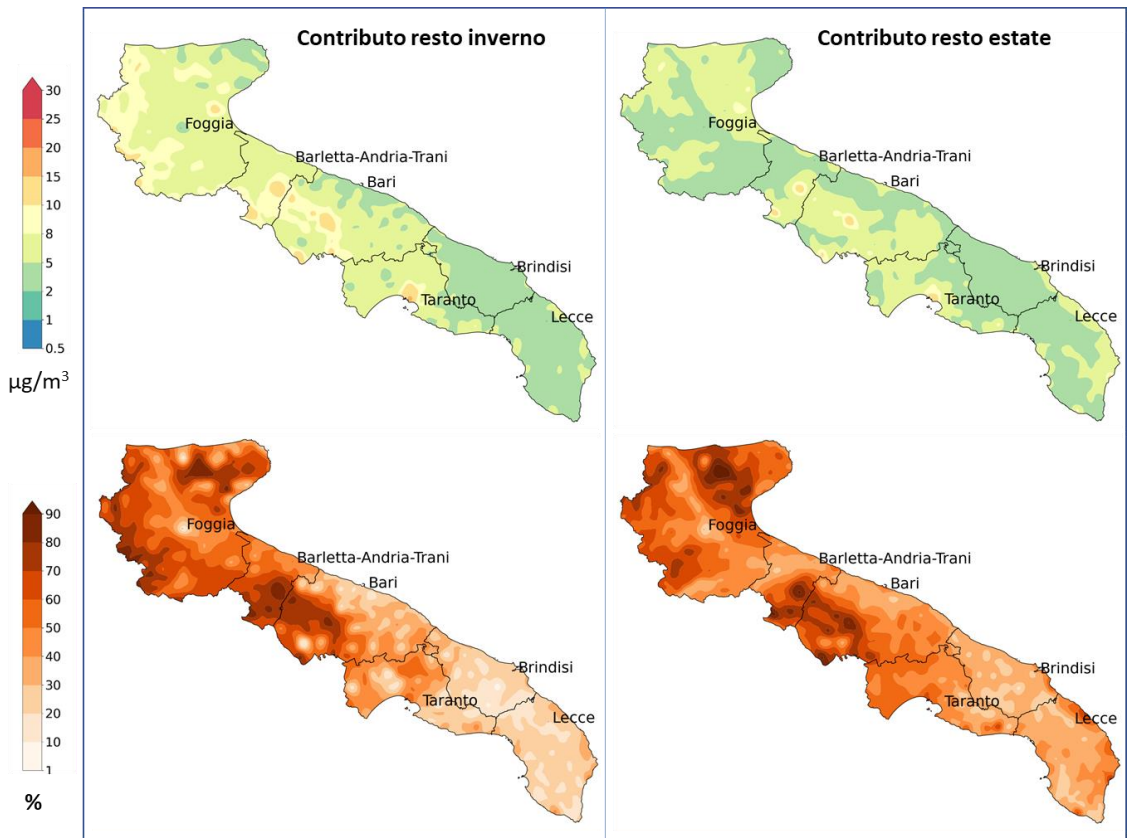 Contributo resto inverno
Contributo resto estate
30
25
20
15
10
8
5
2
1
0.5
µg/m³
Foggia
Barletta-Andria-Trani
Bari
Brindisi
Taranto
Lecce
Foggia
Barletta-Andria-Trani
Bari
Brindisi
Taranto
Lecce
90
80
70
60
50
40
30
20
10
1
%
Foggia
Barletta-Andria-Trani
Bari
Brindisi
Taranto
Lecce
Foggia
Barletta-Andria-Trani
Bari
Brindisi
Taranto
Lecce